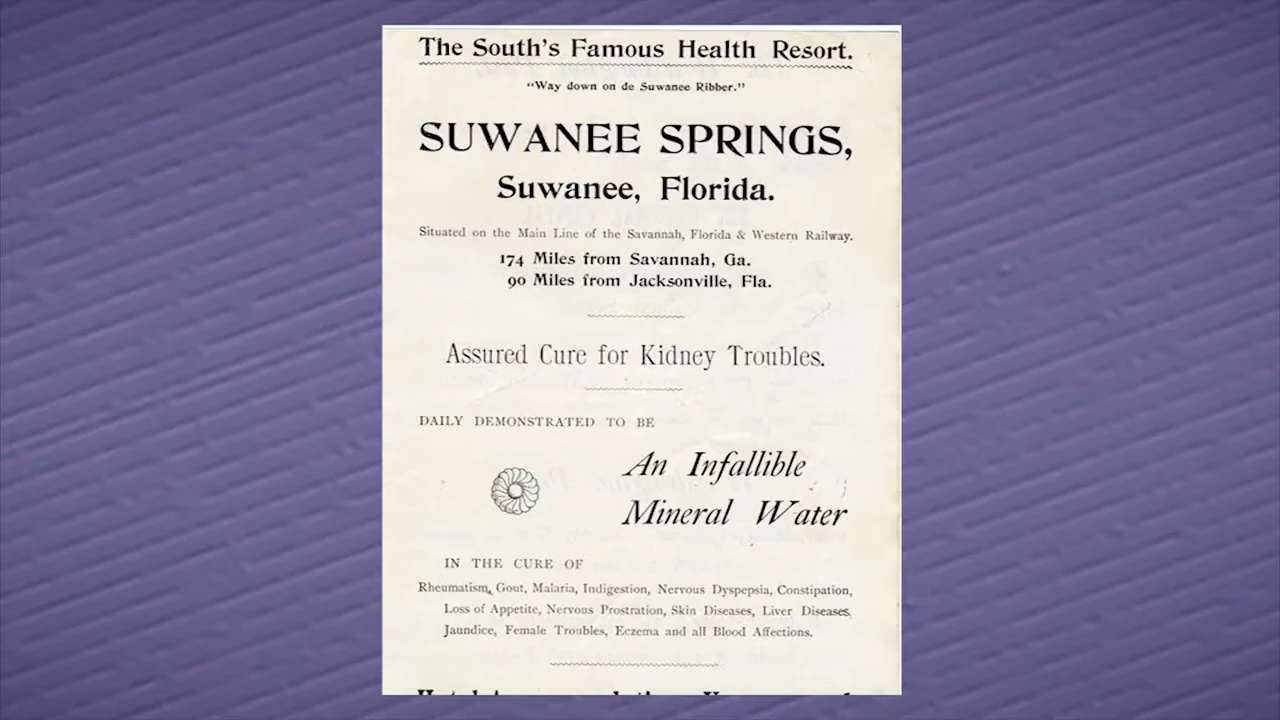 The South's Famous Health Resort.
"Way down on de Suwanee Ribber."
SUWANEE SPRINGS,
Suwanee, Florida.
Situated on the Main Line of the Savannah, Florida & Western Railway.
174 Miles from Savannah, Ga.
90 Miles from Jacksonville, Fla.
Assured Cure for Kidney Troubles.
DAILY DEMONSTRATED TO BE
An Infallible
Mineral Water
IN THE CURE OF
Rheumatism, Gout, Malaria, Indigestion, Nervous Dyspepsia, Constipation,
Loss of Appetite, Nervous Prostration, Skin Diseases, Liver Diseases,
Jaundice, Female Troubles, Eczema and all Blood Affections.